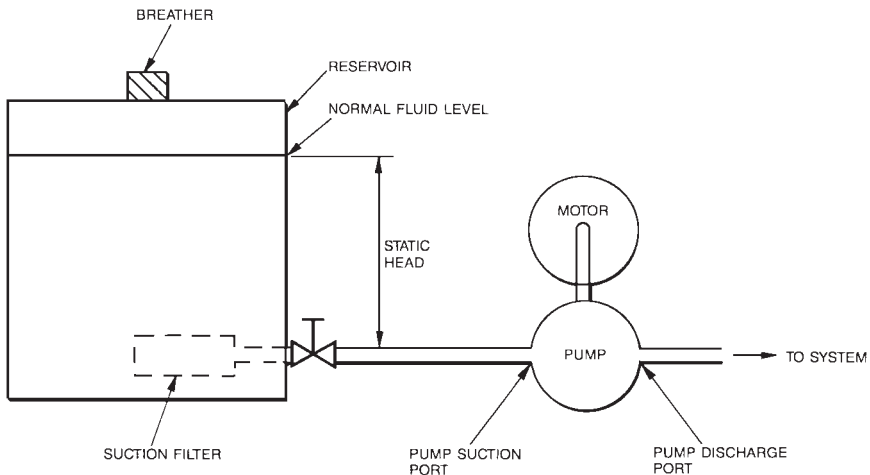 BREATHER
RESERVOIR
NORMAL FLUID LEVEL
MOTOR
STATIC
HEAD
PUMP
TO SYSTEM
SUCTION FILTER
PUMP SUCTION
PORT
PUMP DISCHARGE
PORT